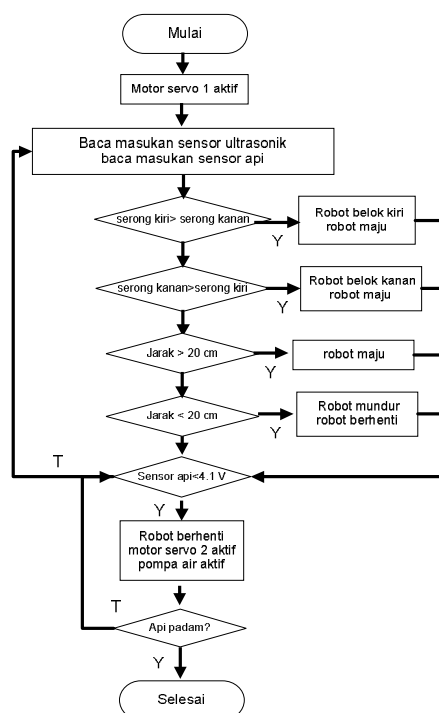 Mulai
Motor servo 1 aktif
Baca masukan sensor ultrasonik
baca masukan sensor api
serong kiri> serong kanan
Y
Robot belok kiri
robot maju
serong kanan>serong kiri
Y
Robot belok kanan
robot maju
Jarak > 20 cm
Y
robot maju
Jarak < 20 cm
Y
Robot mundur
robot berhenti
T
Sensor api<4.1 V
Y
Robot berhenti
motor servo 2 aktif
pompa air aktif
T
Api padam?
Y
Selesai